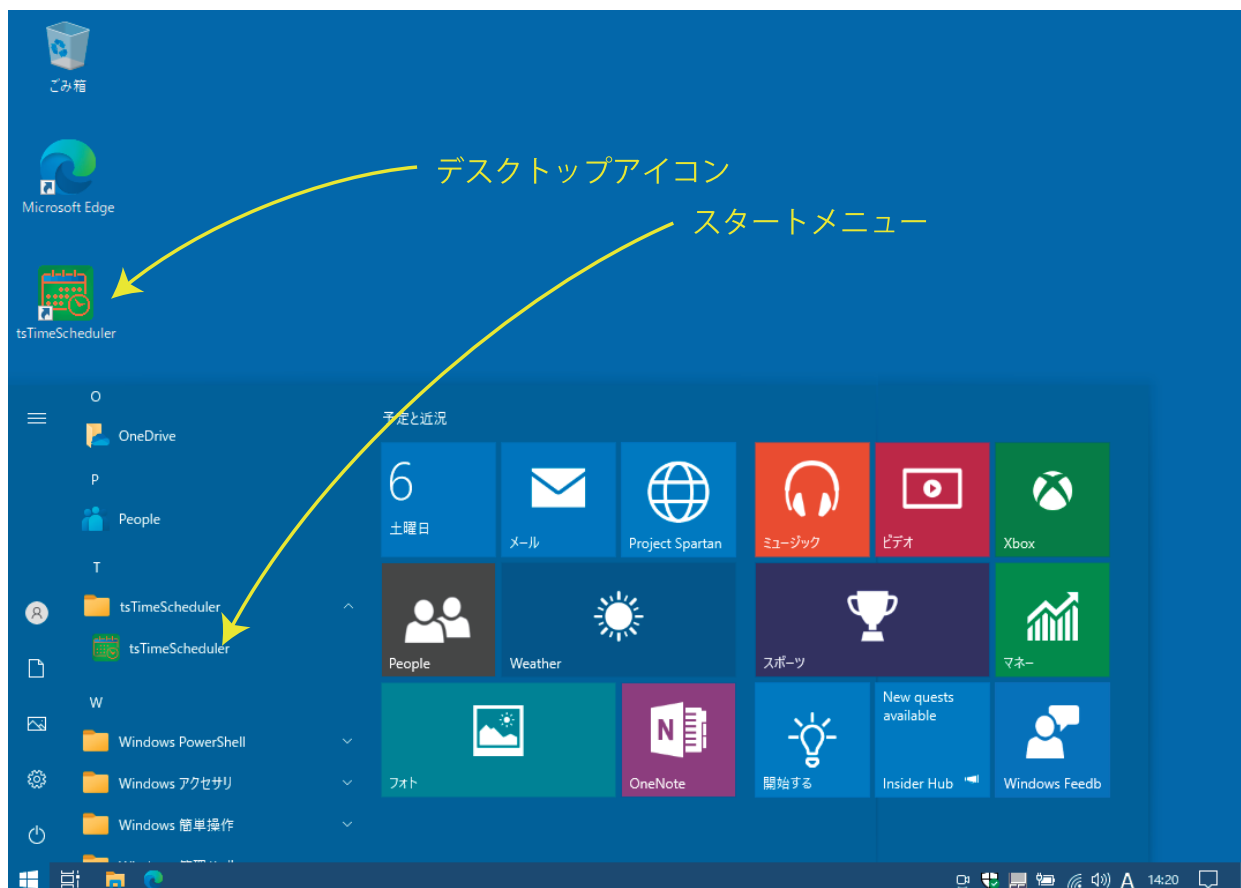 ごみ箱
Microsoft Edge
デスクトップアイコン
スタートメニュー
tsTimeScheduler
O
OneDrive
P
People
T
tsTimeScheduler
tsTimeScheduler
W
Windows PowerShell
Windows アクセサリ
Windows 簡単操作
予定と近況
6
土曜日
メール
Project Spartan
ミュージック
ビデオ
Xbox
People
Weather
スポーツ
マネー
フォト
N
OneNote
開始する
New quests
available
Insider Hub
Windows Feedb
A
14:20